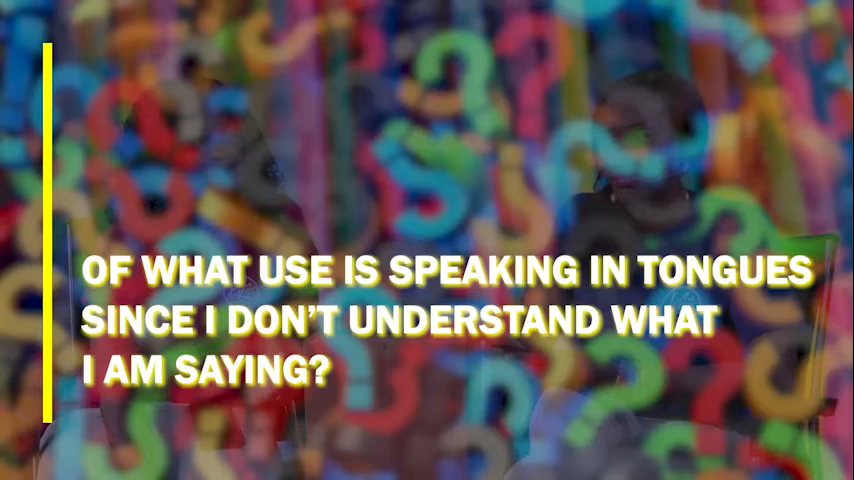 OF WHAT USE IS SPEAKING IN TONGUES
SINCE I DON'T UNDERSTAND WHAT
I AM SAYING?